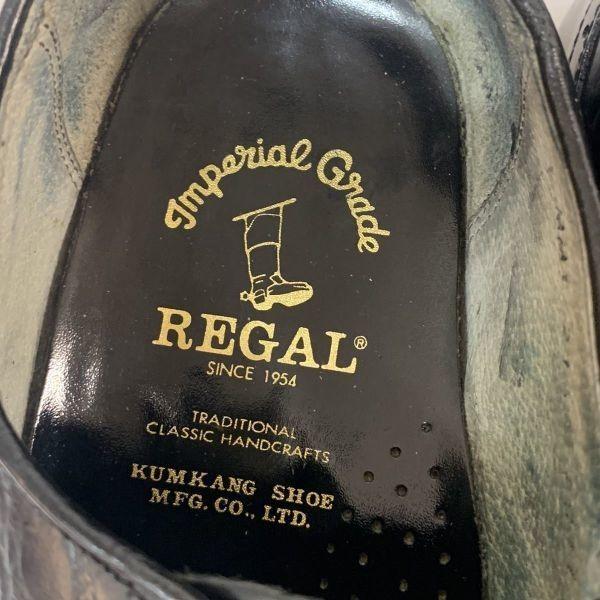 Imperial Grade
REGAL®
SINCE 1954
TRADITIONAL
CLASSIC HANDCRAFTS
KUMKANG SHOE
MFG. CO., LTD.